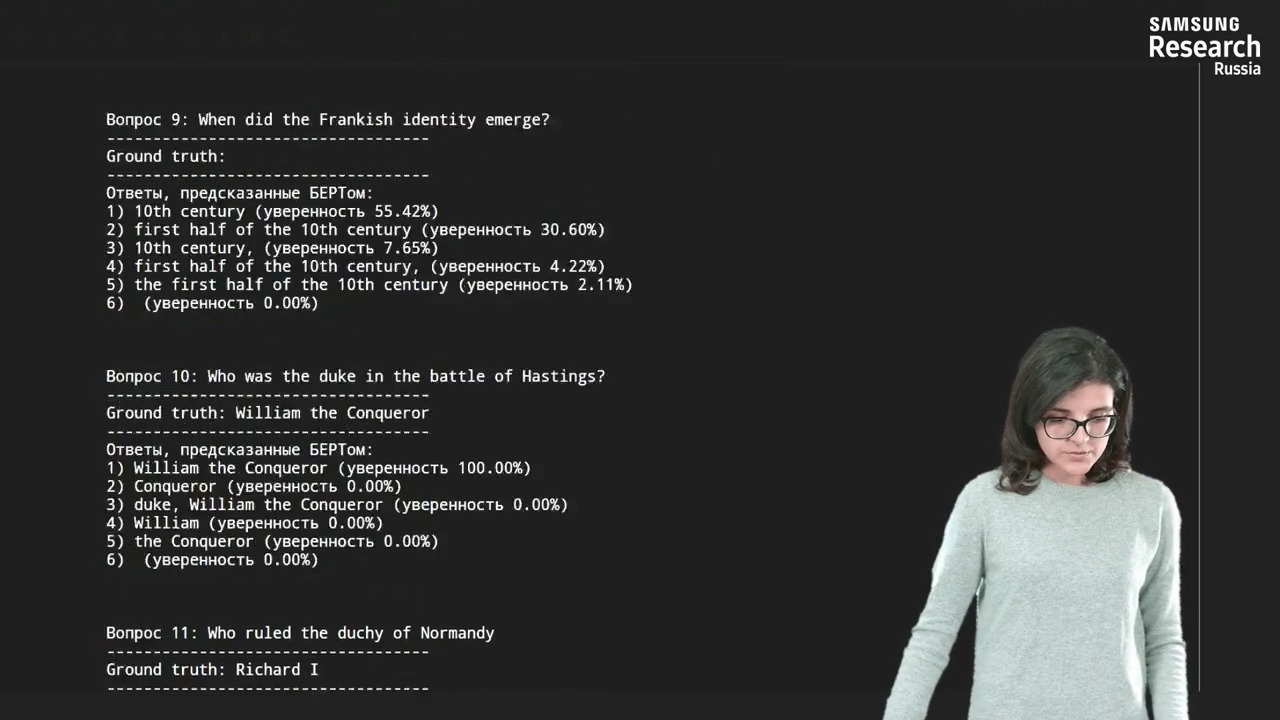 SAMSUNG
Research
Russia
Вопрос 9: When did the Frankish identity emerge?
-----------------------------------
Ground truth:
-----------------------------------
Ответы, предсказанные БЕРТом:
1) 10th century (уверенность 55.42%)
2) first half of the 10th century (уверенность 30.60%)
3) 10th century, (уверенность 7.65%)
4) first half of the 10th century, (уверенность 4.22%)
5) the first half of the 10th century (уверенность 2.11%)
6)  (уверенность 0.00%)
Вопрос 10: Who was the duke in the battle of Hastings?
-----------------------------------
Ground truth: William the Conqueror
-----------------------------------
Ответы, предсказанные БЕРТом:
1) William the Conqueror (уверенность 100.00%)
2) Conqueror (уверенность 0.00%)
3) duke, William the Conqueror (уверенность 0.00%)
4) William (уверенность 0.00%)
5) the Conqueror (уверенность 0.00%)
6)  (уверенность 0.00%)
Вопрос 11: Who ruled the duchy of Normandy
-----------------------------------
Ground truth: Richard I
-----------------------------------